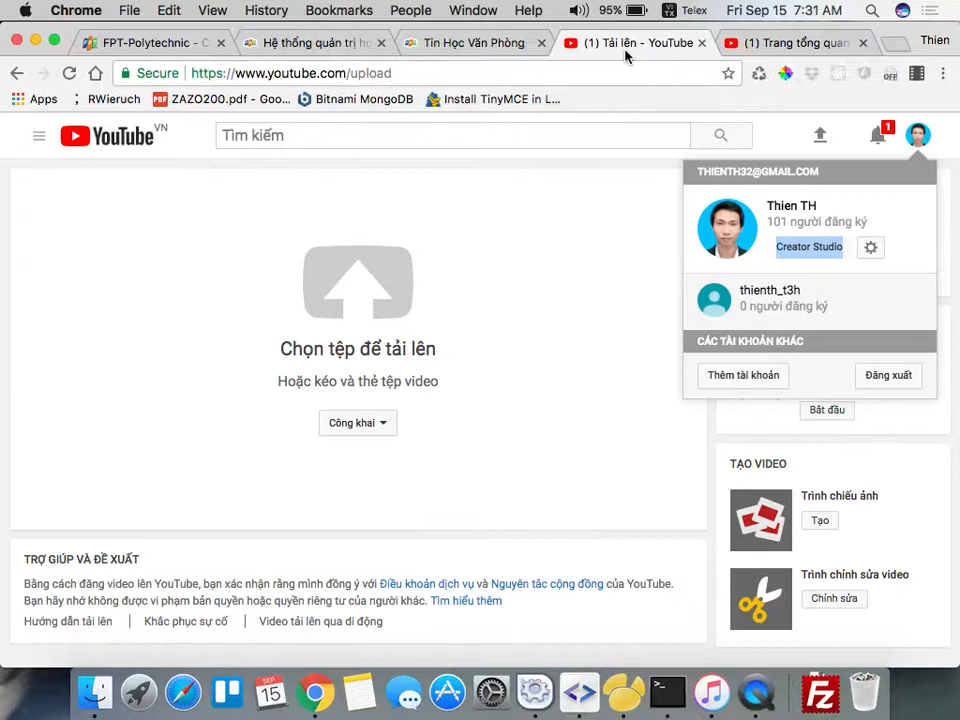 Chrome File Edit View History Bookmarks People Window Help 95% VI TX Telex Fri Sep 15 7:31 AM
FPT-Polytechnic - C
Hệ thống quản trị họ
Tin Học Văn Phòng
(1) Tải lên - YouTube
(1) Trang tổng quan
Thien
Secure https://www.youtube.com/upload OFF
Apps RWieruch PDF ZAZO200.pdf - Goo... Bitnami MongoDB Install TinyMCE in L...
YouTube VN
Tìm kiếm
1
THIENTH32@GMAIL.COM
Thien TH
101 người đăng ký
Creator Studio
thienth_t3h
0 người đăng ký
CÁC TÀI KHOẢN KHÁC
Thêm tài khoản Đăng xuất
Chọn tệp để tải lên
Hoặc kéo và thẻ tệp video
Công khai
Bắt đầu
TẠO VIDEO
Trình chiếu ảnh
Tạo
Trình chỉnh sửa video
Chỉnh sửa
TRỢ GIÚP VÀ ĐỀ XUẤT
Bằng cách đăng video lên YouTube, bạn xác nhận rằng mình đồng ý với Điều khoản dịch vụ và Nguyên tắc cộng đồng của YouTube.
Bạn hãy nhớ không được vi phạm bản quyền hoặc quyền riêng tư của người khác. Tìm hiểu thêm
Hướng dẫn tải lên | Khắc phục sự cố | Video tải lên qua di động
SEP
15
Fz